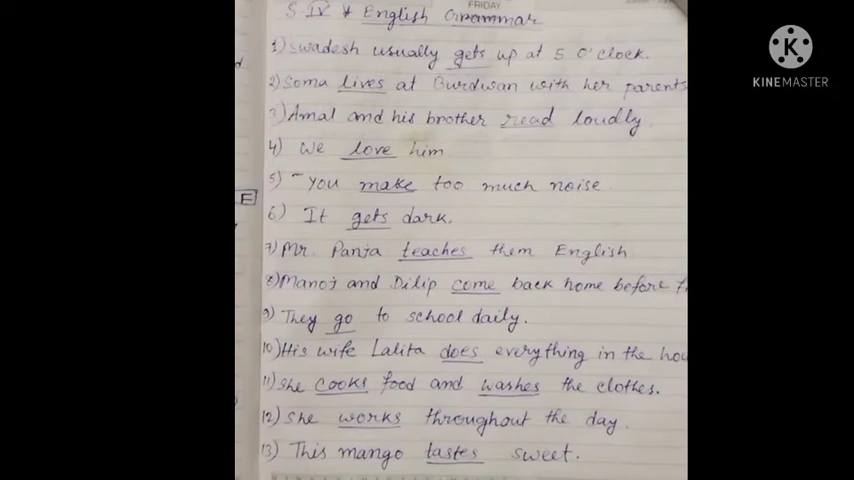 FRIDAY
S-IV * English Grammar
1) Swadesh usually gets up at 5 O'clock.
2) Soma lives at Burdwan with her parents
3) Amal and his brother read loudly.
4) We love him
5) You make too much noise.
6) It gets dark.
7) Mr. Panja teaches them English
8) Manoj and Dilip come back home before
9) They go to school daily.
10) His wife Lalita does everything in the hou
11) She cooks food and washes the clothes.
12) She works throughout the day.
13) This mango tastes sweet.
E
K
KINEMASTER